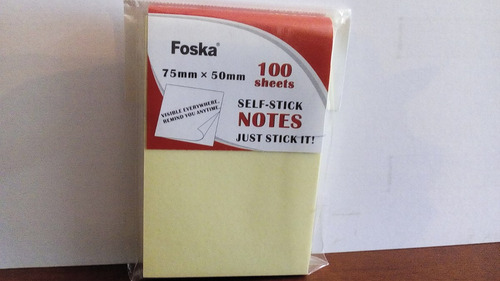 Foska®
75mm × 50mm
100
sheets
VISIBLE EVERYWHERE,
REMIND YOU ANYTIME.
SELF-STICK
NOTES
JUST STICK IT!